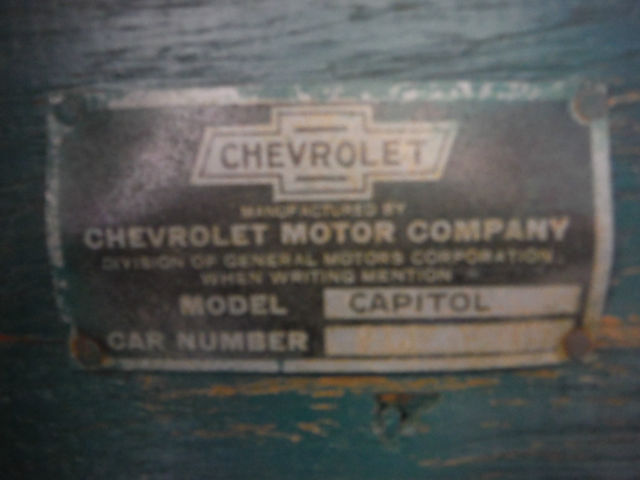 CHEVROLET
MANUFACTURED BY
CHEVROLET MOTOR COMPANY
DIVISION OF GENERAL MOTORS CORPORATION
WHEN WRITING MENTION
MODEL CAPITOL
CAR NUMBER